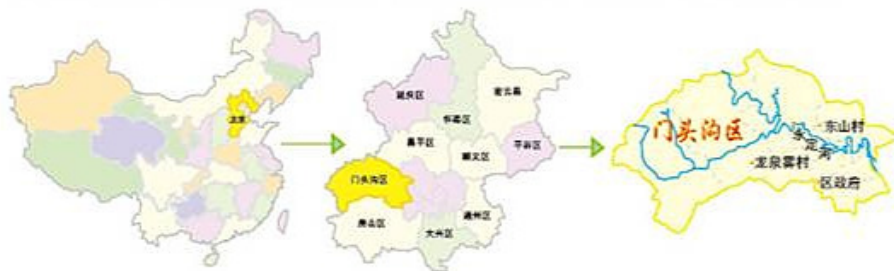 北京
延庆区
怀柔区
密云县
昌平区
顺义区
平谷区
门头沟区
通州区
房山区
大兴区
门头沟区
永定河
东山村
龙泉雾村
区政府